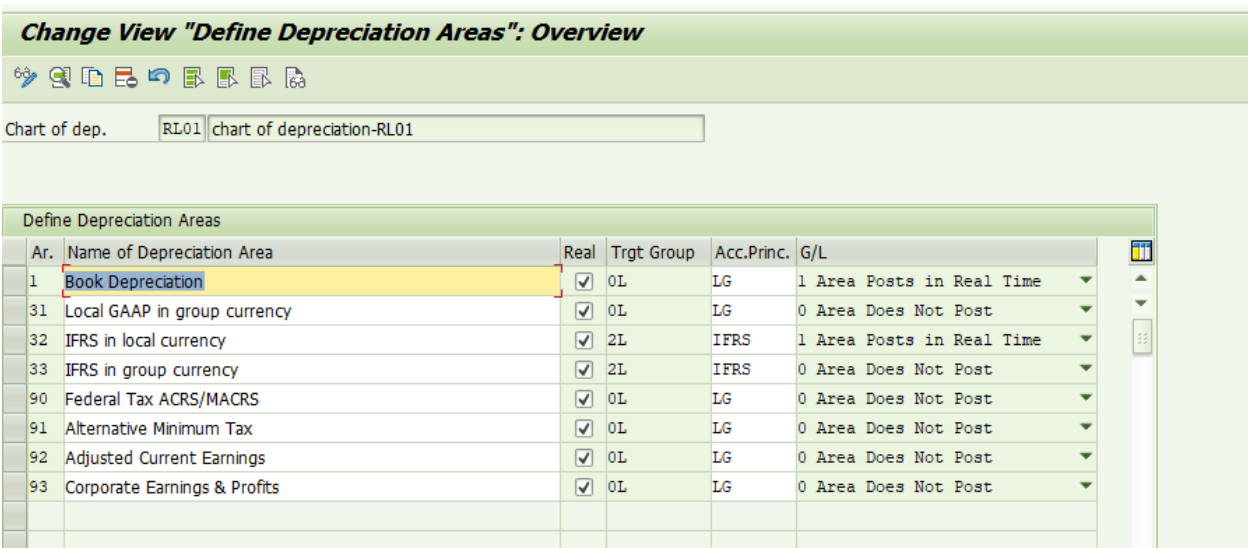 Change View "Define Depreciation Areas": Overview
Chart of dep. RL01 chart of depreciation-RL01
Define Depreciation Areas
Ar. Name of Depreciation Area Real Trgt Group Acc.Princ. G/L
1 Book Depreciation 0L LG 1 Area Posts in Real Time
31 Local GAAP in group currency 0L LG 0 Area Does Not Post
32 IFRS in local currency 2L IFRS 1 Area Posts in Real Time
33 IFRS in group currency 2L IFRS 0 Area Does Not Post
90 Federal Tax ACRS/MACRS 0L LG 0 Area Does Not Post
91 Alternative Minimum Tax 0L LG 0 Area Does Not Post
92 Adjusted Current Earnings 0L LG 0 Area Does Not Post
93 Corporate Earnings & Profits 0L LG 0 Area Does Not Post